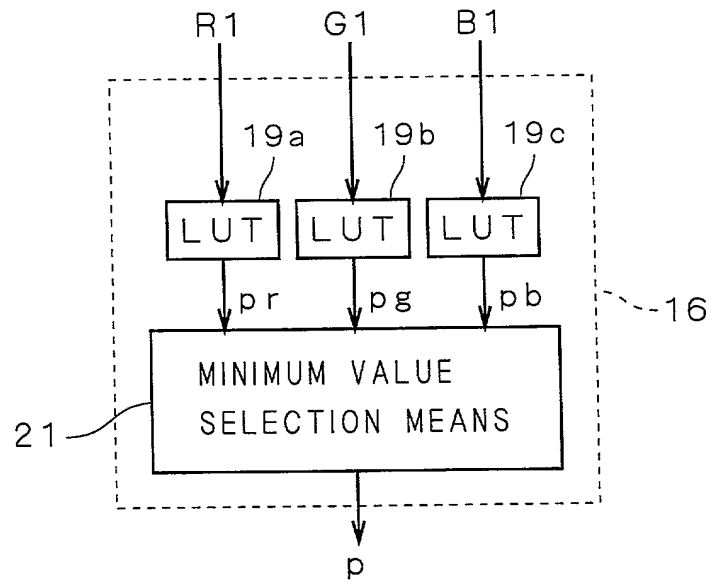 R1 G1 B1
19a 19b 19c
LUT LUT LUT
pr pg pb
16
MINIMUM VALUE
SELECTION MEANS
21
p